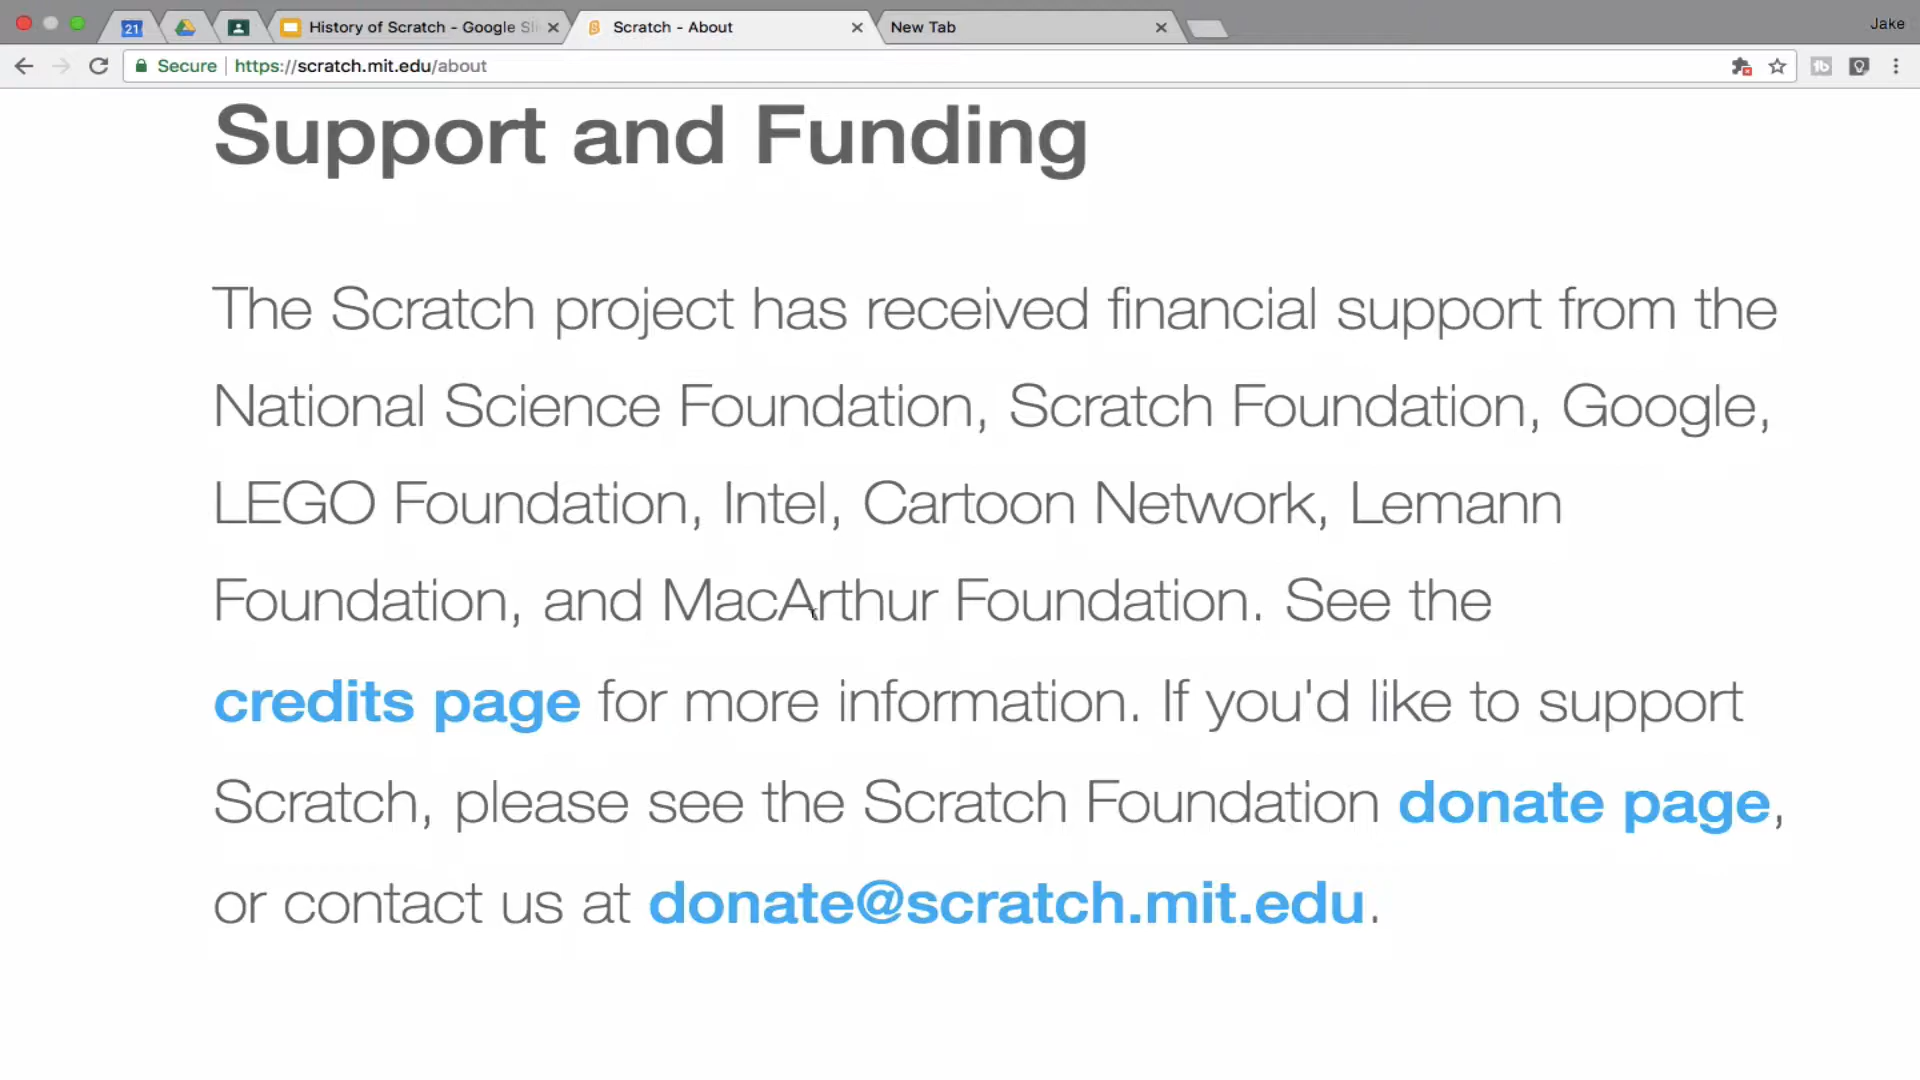 21
History of Scratch - Google Sli
Scratch - About
New Tab
Jake
Secure
https://scratch.mit.edu/about
Support and Funding
The Scratch project has received financial support from the
National Science Foundation, Scratch Foundation, Google,
LEGO Foundation, Intel, Cartoon Network, Lemann
Foundation, and MacArthur Foundation. See the
credits page for more information. If you'd like to support
Scratch, please see the Scratch Foundation donate page,
or contact us at donate@scratch.mit.edu.